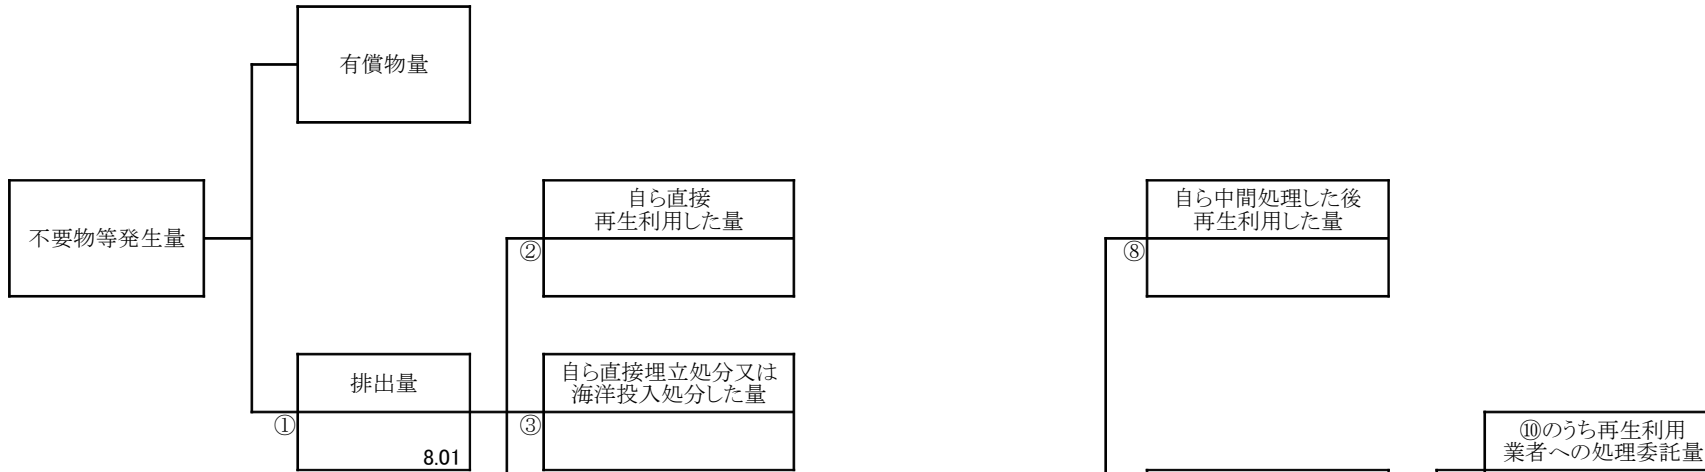 有償物量
不要物等発生量
自ら直接
再生利用した量
②
自ら中間処理した後
再生利用した量
⑧
排出量
①
8.01
自ら直接埋立処分又は
海洋投入処分した量
③
⑩のうち再生利用
業者への処理委託量